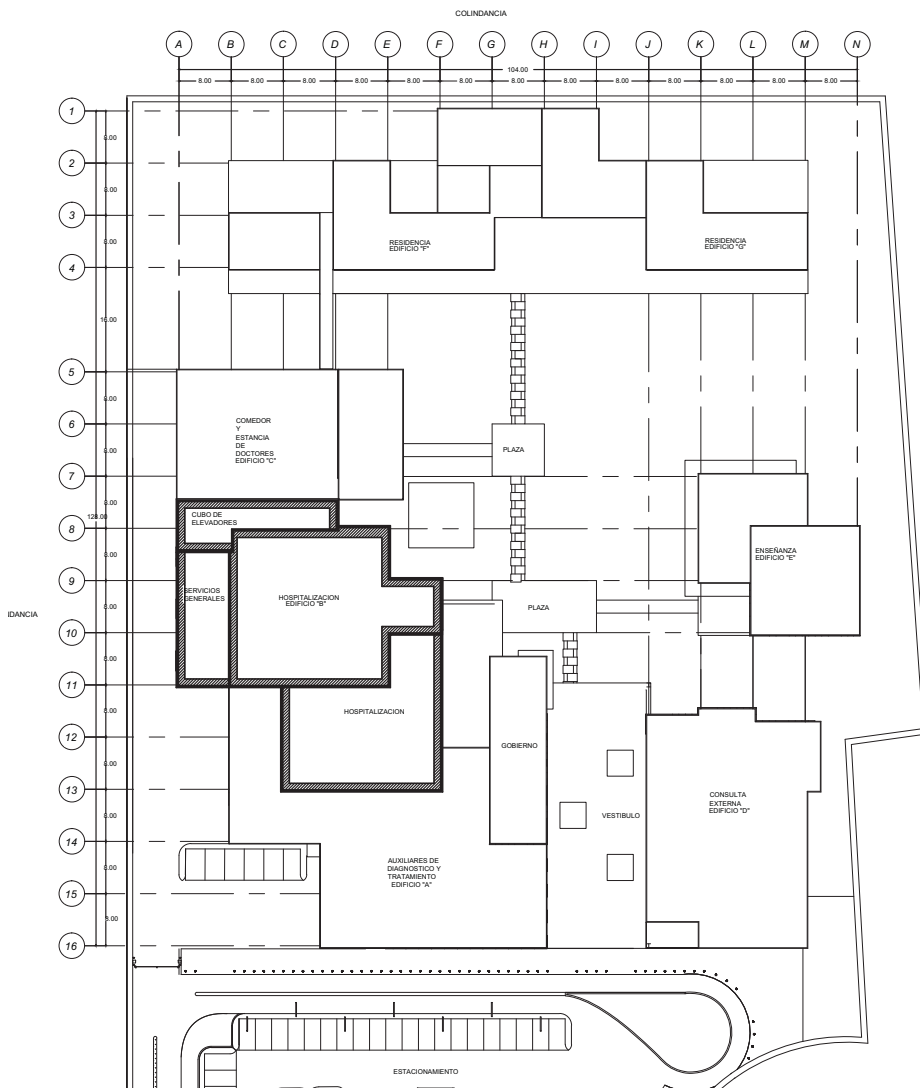 COLINDANCIA
A B C D E F G H I J K L M N
104.00
8.00 8.00 8.00 8.00 8.00 8.00 8.00 8.00 8.00 8.00 8.00 8.00 8.00
1
2
3
RESIDENCIA
EDIFICIO "F"
RESIDENCIA
EDIFICIO "G"
4
16.00
5
6
COMEDOR
Y
ESTANCIA
DE
DOCTORES
EDIFICIO "C"
PLAZA
7
CUBO DE
ELEVADORES
128.00
8
ENSEÑANZA
EDIFICIO "E"
9
SERVICIOS
GENERALES
HOSPITALIZACION
EDIFICIO "B"
PLAZA
IDANCIA
10
11
HOSPITALIZACION
12
GOBIERNO
13
CONSULTA
EXTERNA
EDIFICIO "D"
VESTIBULO
14
AUXILIARES DE
DIAGNOSTICO Y
TRATAMIENTO
EDIFICIO "A"
15
16
ESTACIONAMIENTO